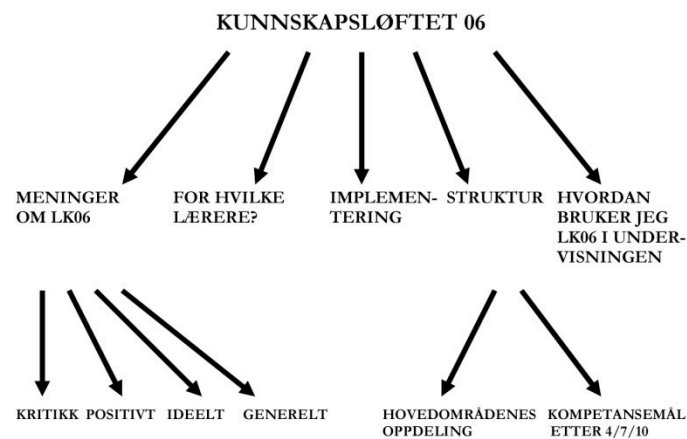 KUNNSKAPSLØFTET 06
MENINGER
OM LK06
FOR HVILKE
LÆRERE?
IMPLEMEN-
TERING
STRUKTUR
HVORDAN
BRUKER JEG
LK06 I UNDER-
VISNINGEN
KRITIKK
POSITIVT
IDEELT
GENERELT
HOVEDOMRÅDENES
OPPDELING
KOMPETANSEMÅL
ETTER 4/7/10